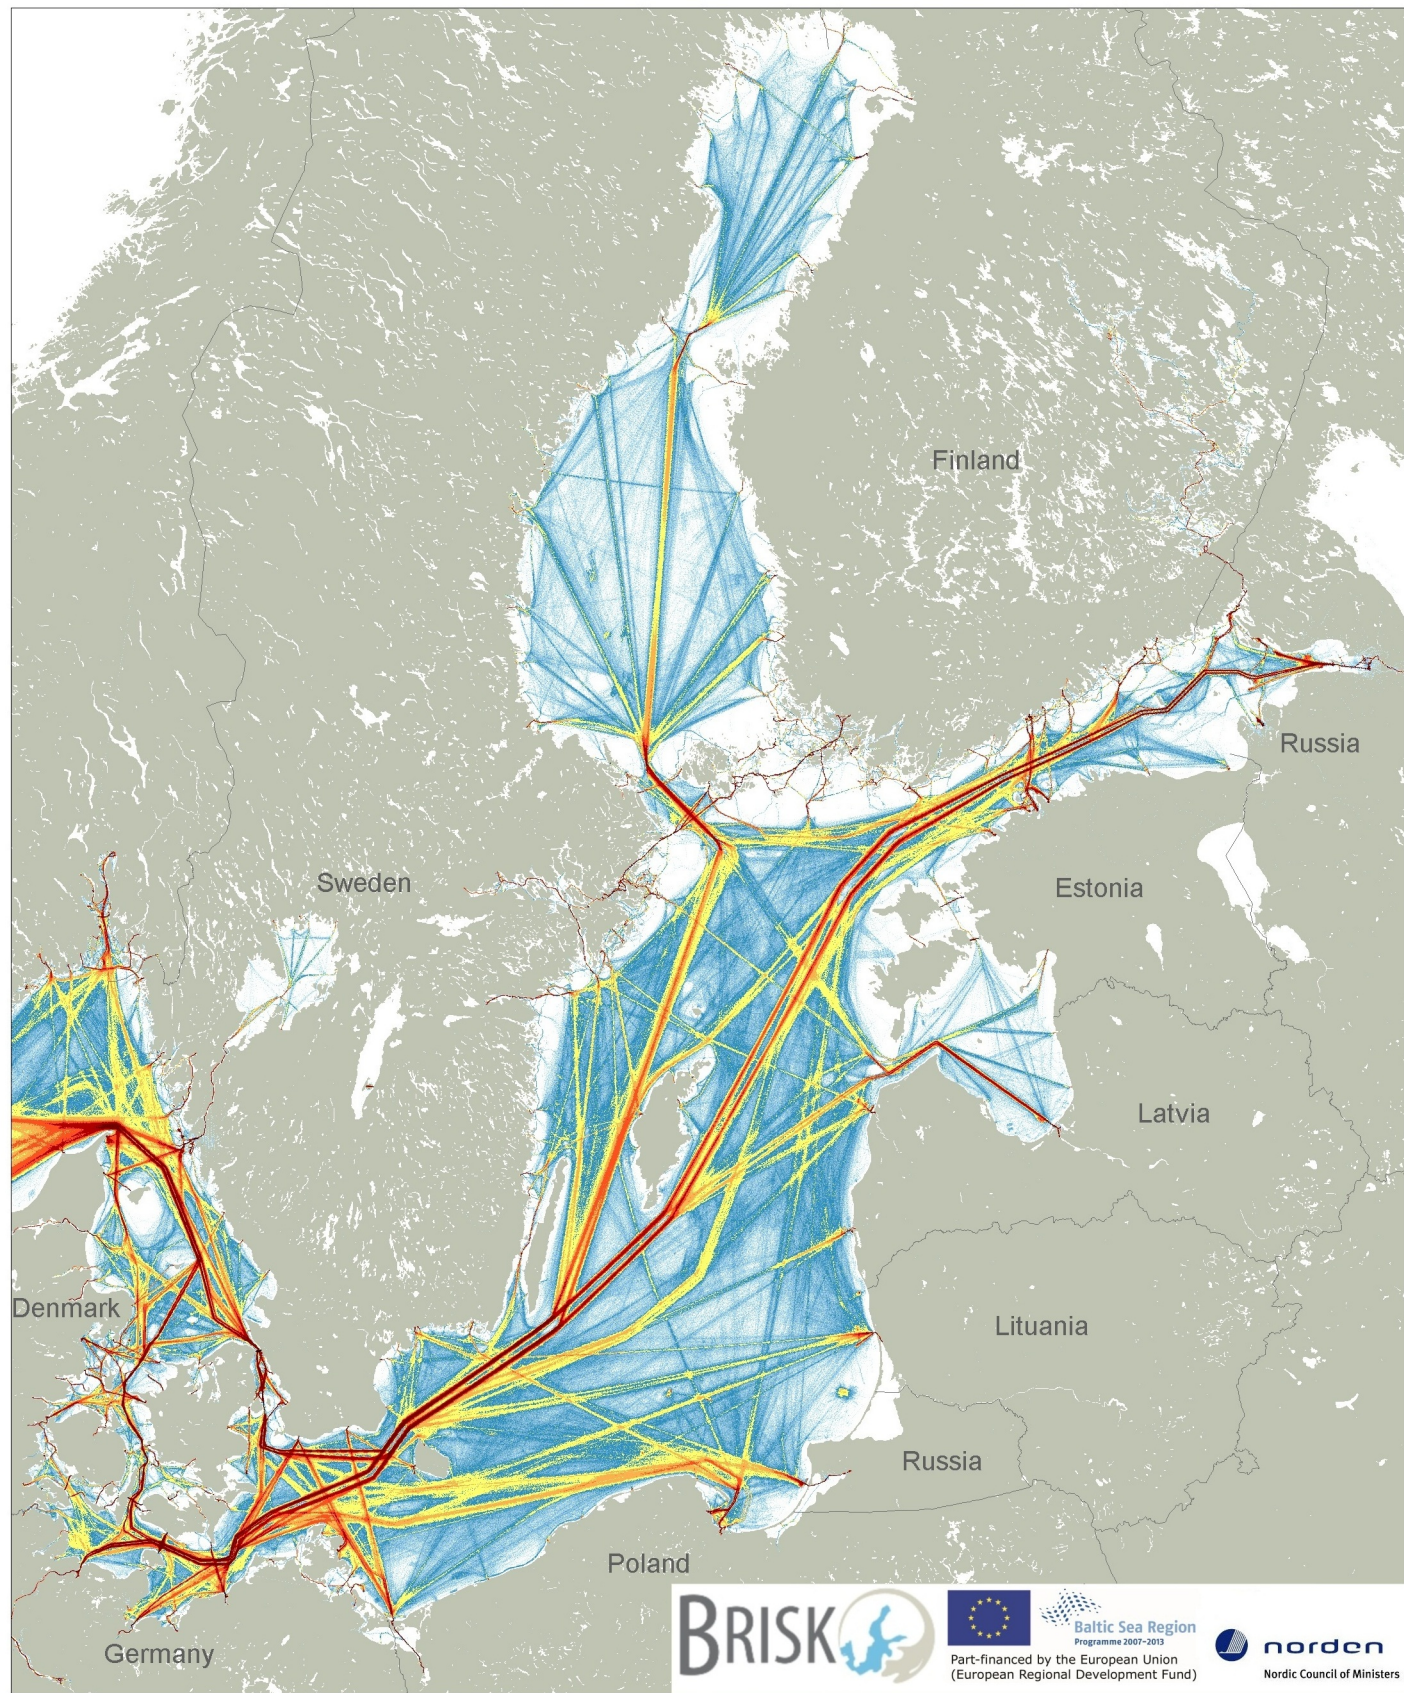 Finland
Russia
Sweden
Estonia
Latvia
Denmark
Lituania
Russia
Poland
Germany
BRISK
Baltic Sea Region
Programme 2007-2013
Part-financed by the European Union
(European Regional Development Fund)
norden
Nordic Council of Ministers